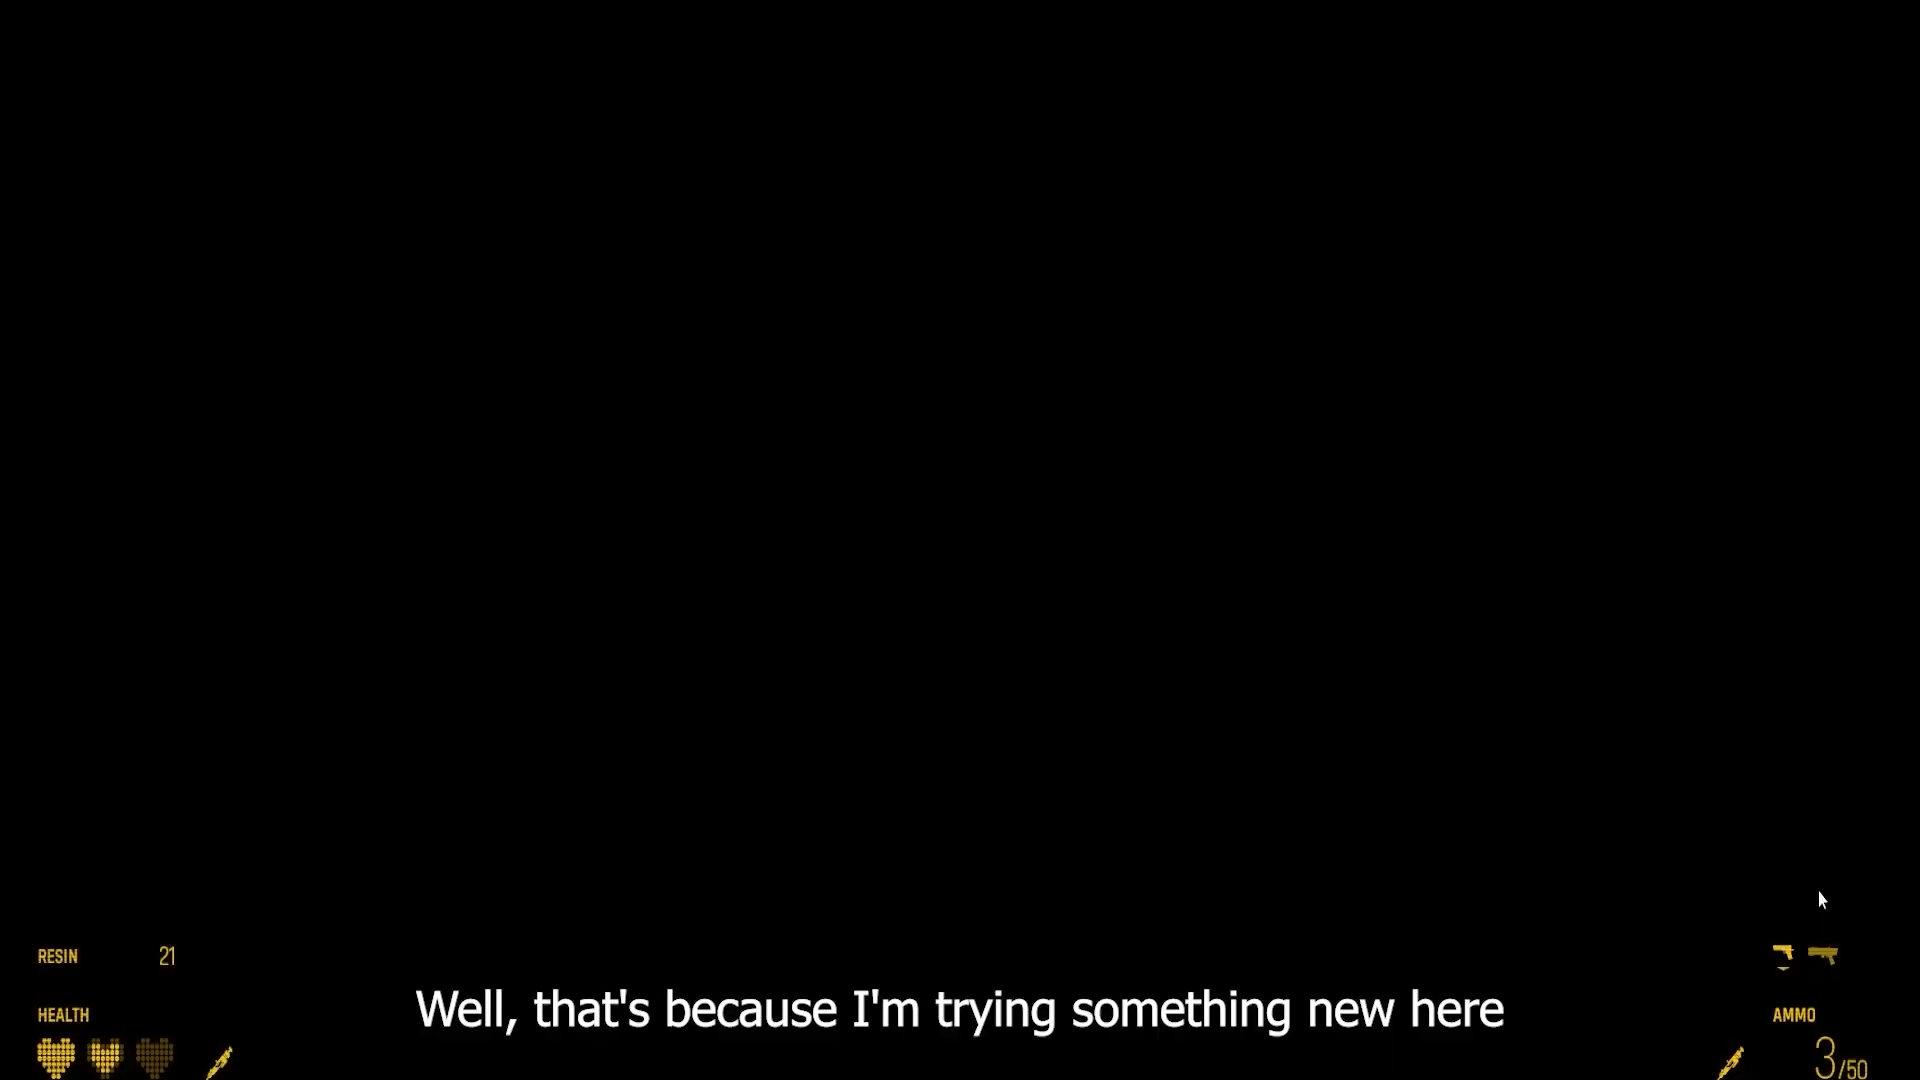 RESIN 21
Well, that's because I'm trying something new here
HEALTH
AMMO
3/50